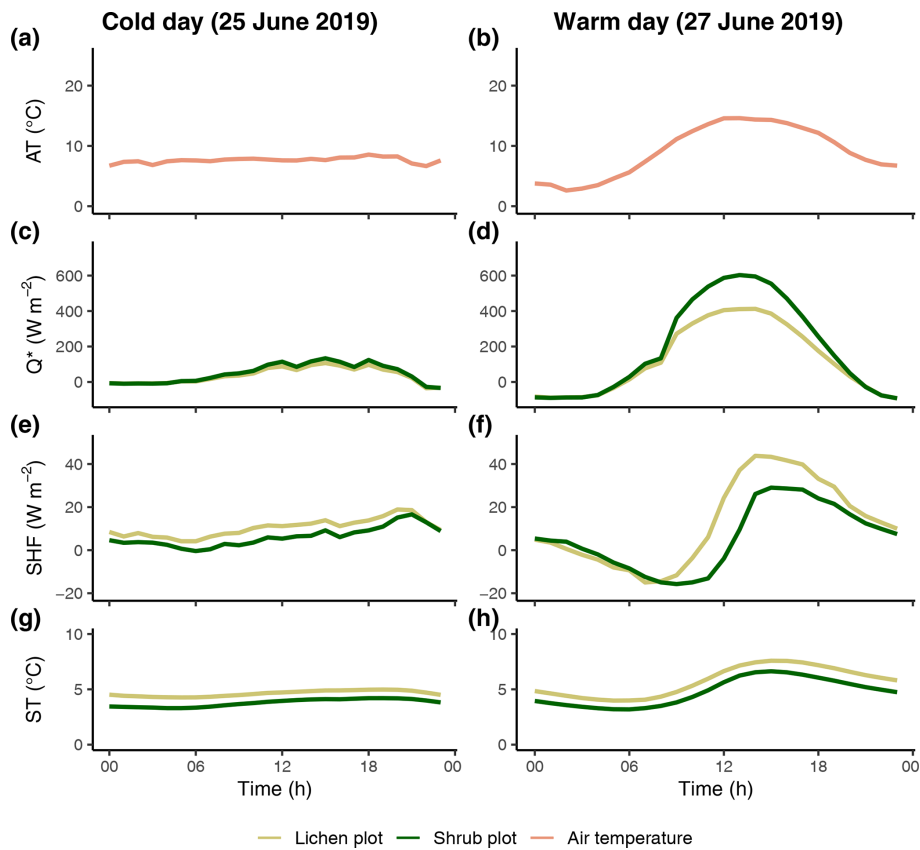 Cold day (25 June 2019)
Warm day (27 June 2019)
(a)
(b)
AT (°C)
20
10
0
20
10
0
(c)
(d)
Q* (W m−2)
600
400
200
0
600
400
200
0
(e)
(f)
SHF (W m−2)
40
20
0
−20
40
20
0
−20
(g)
(h)
ST (°C)
10
5
0
10
5
0
00 06 12 18 00
00 06 12 18 00
Time (h)
Time (h)
Lichen plot Shrub plot Air temperature